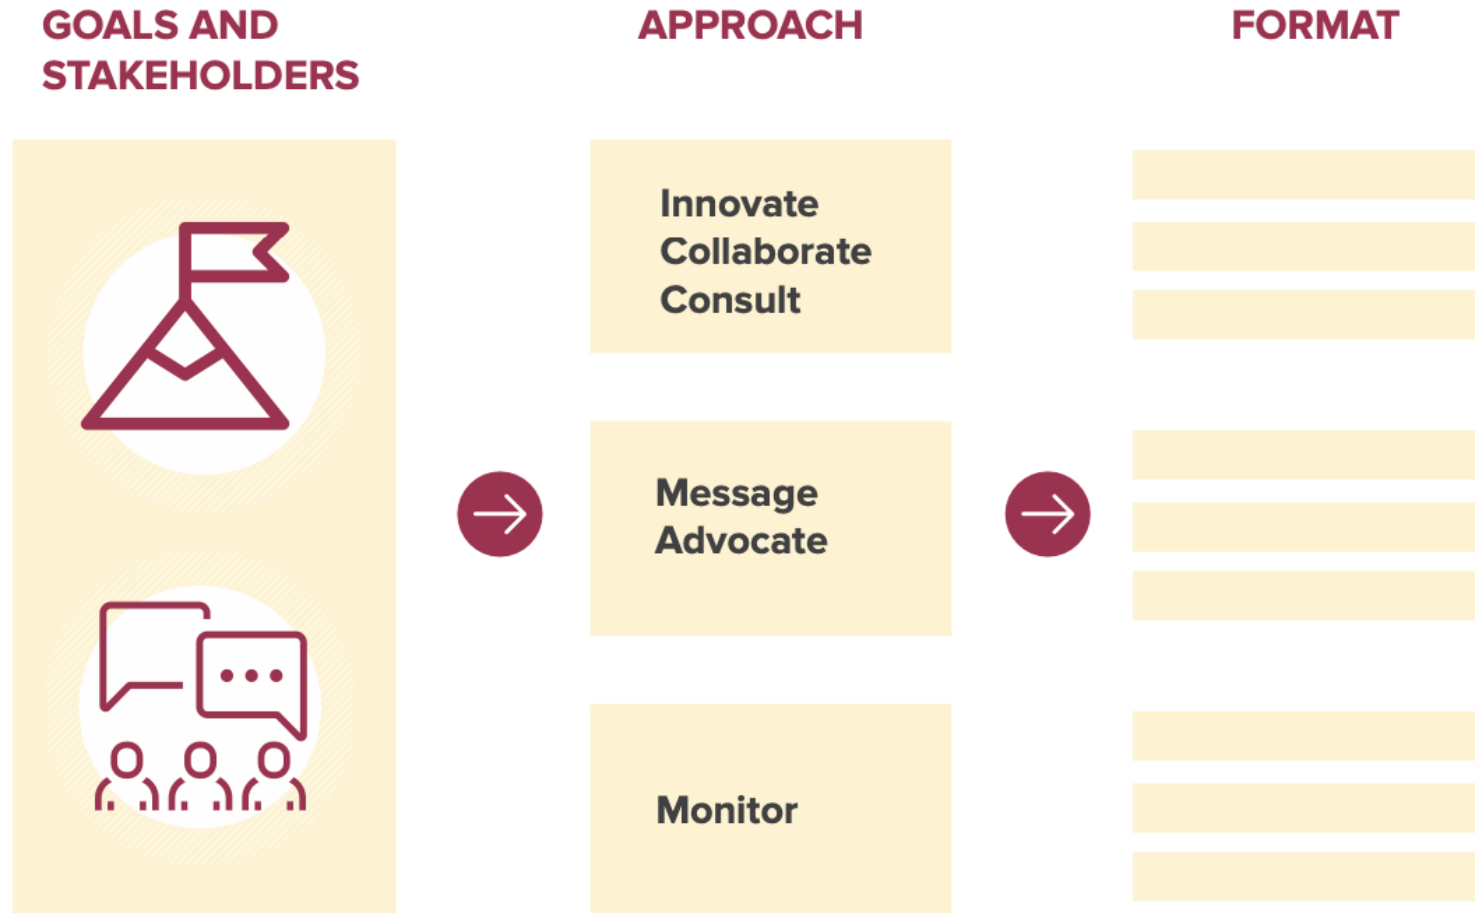 GOALS AND
STAKEHOLDERS
APPROACH
FORMAT
Innovate
Collaborate
Consult
Message
Advocate
Monitor